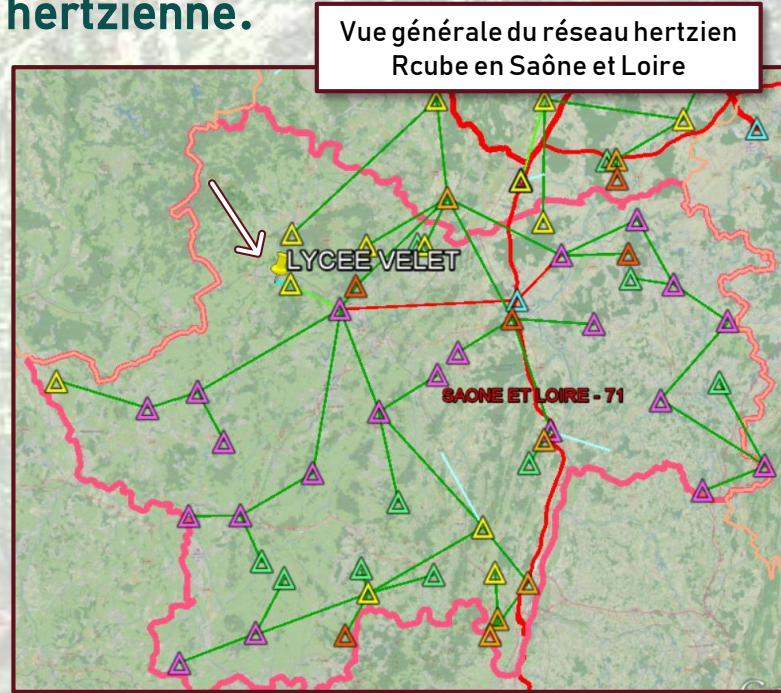 hertzienne.
Vue générale du réseau hertzien
Rcube en Saône et Loire
LYCEE VELET
SAONE ET LOIRE - 71